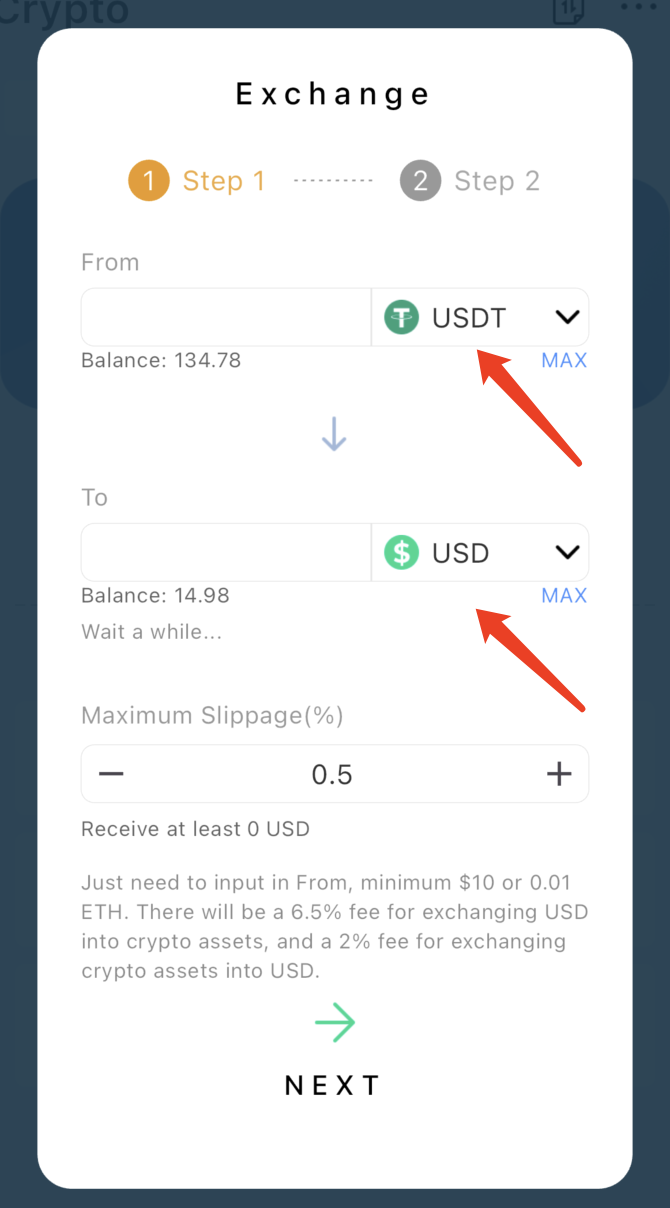 Crypto
Exchange
1 Step 1 2 Step 2
From
USDT
Balance: 134.78 MAX
To
$ USD
Balance: 14.98 MAX
Wait a while...
Maximum Slippage(%)
0.5
Receive at least 0 USD
Just need to input in From, minimum $10 or 0.01
ETH. There will be a 6.5% fee for exchanging USD
into crypto assets, and a 2% fee for exchanging
crypto assets into USD.
NEXT